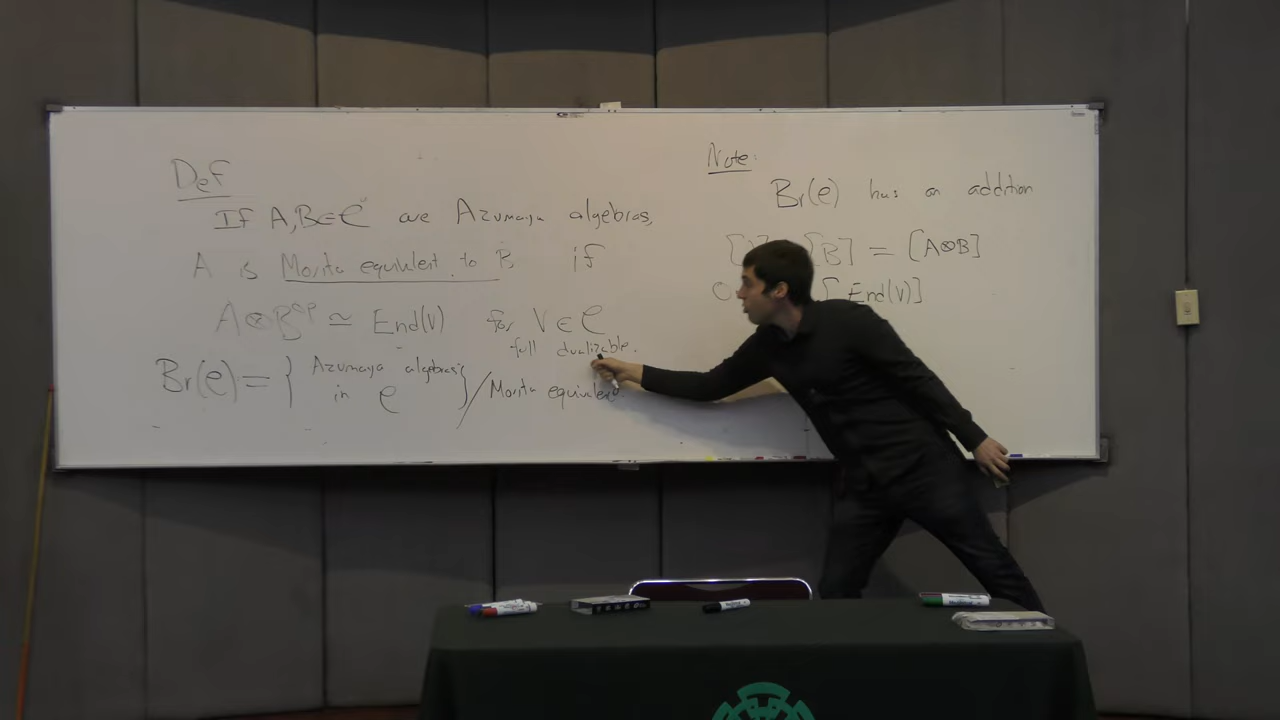 Def
If A, B ∈ C are Azumaya algebras,
A is Morita equivalent to B if
A ⊗ B^op ≃ End(V) for V ∈ C
full dualizable.
Br(C) = { Azumaya algebras in C } / Morita equivalence
Note:
Br(C) has an addition
[ ] [B] = [A⊗B]
0 [End(V)]